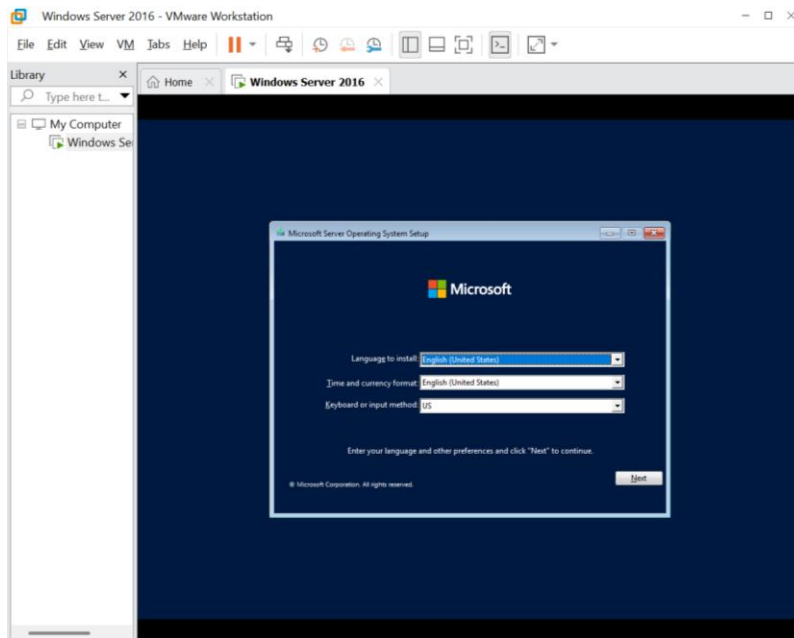 Windows Server 2016 - VMware Workstation
File Edit View VM Tabs Help
Library
Home
Windows Server 2016
Type here t...
My Computer
Windows Se
Microsoft Server Operating System Setup
Microsoft
Language to install: English (United States)
Time and currency format: English (United States)
Keyboard or input method: US
Enter your language and other preferences and click "Next" to continue.
© Microsoft Corporation. All rights reserved.
Next